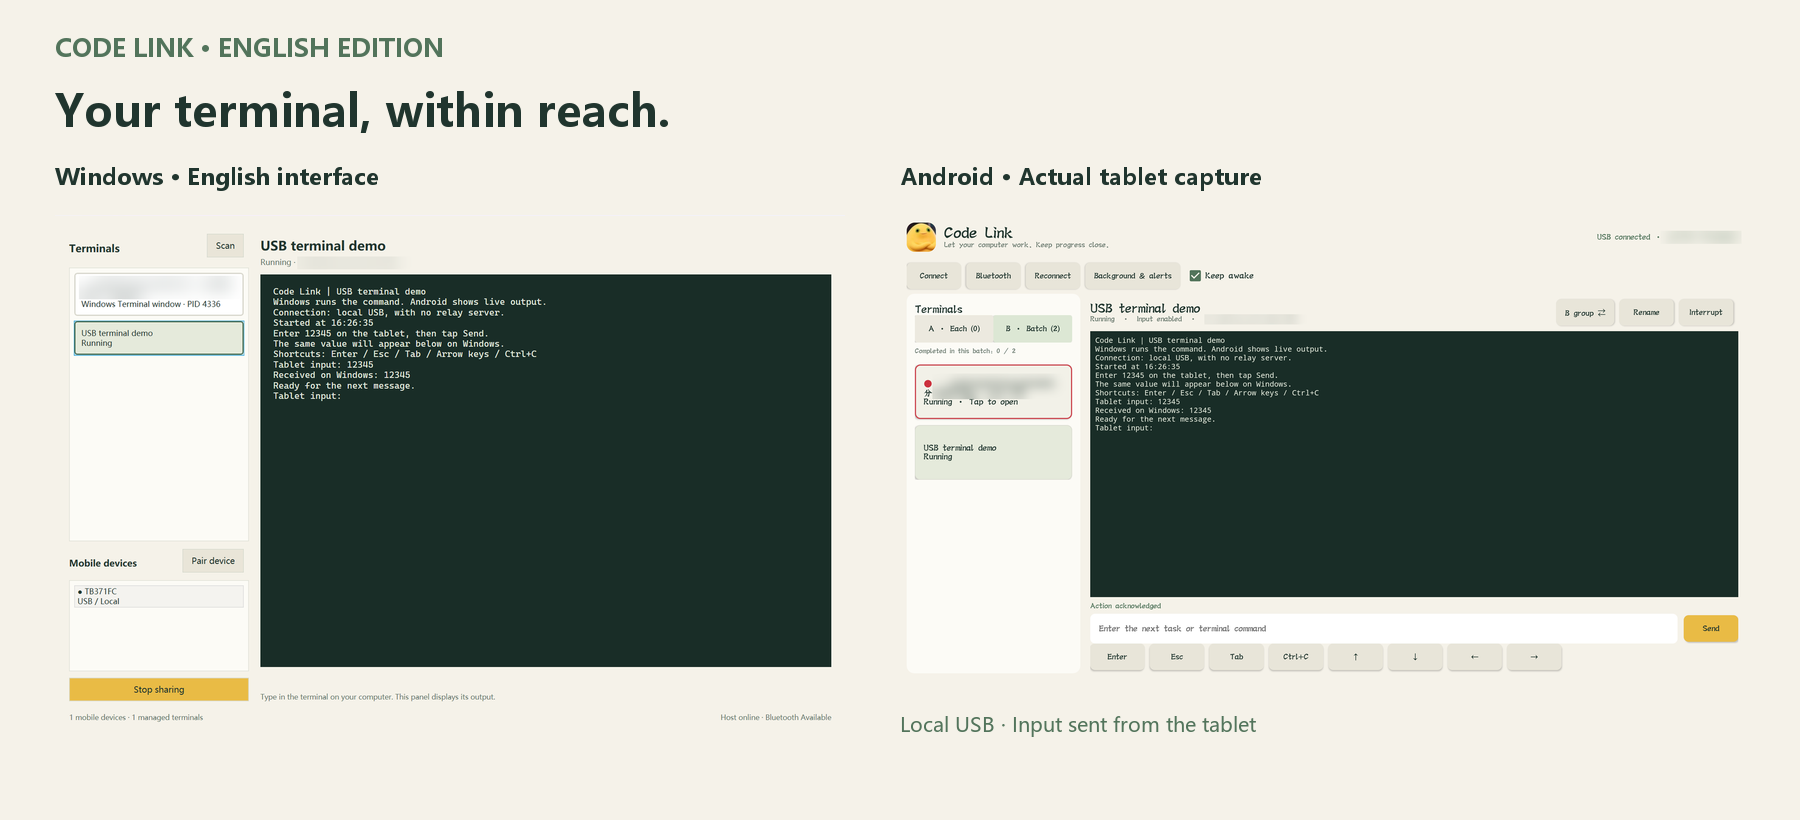 CODE LINK • ENGLISH EDITION
Your terminal, within reach.
Windows • English interface
Terminals
Scan
Windows Terminal window · PID 4336
USB terminal demo
Running
Mobile devices
Pair device
• TB371FC
USB / Local
Stop sharing
1 mobile devices · 1 managed terminals
USB terminal demo
Running ·
Code Link | USB terminal demo
Windows runs the command. Android shows live output.
Connection: local USB, with no relay server.
Started at 16:26:35
Enter 12345 on the tablet, then tap Send.
The same value will appear below on Windows.
Shortcuts: Enter / Esc / Tab / Arrow keys / Ctrl+C
Tablet input: 12345
Received on Windows: 12345
Ready for the next message.
Tablet input:
Type in the terminal on your computer. This panel displays its output.
Host online · Bluetooth Available
Android • Actual tablet capture
Code Link
Let your computer work. Keep progress close.
USB connected ·
Connect
Bluetooth
Reconnect
Background & alerts
Keep awake
Terminals
A · Each (0)
B · Batch (2)
Completed in this batch: 0 / 2
Running · Tap to open
USB terminal demo
Running
USB terminal demo
Running · Input enabled ·
B group ⇄
Rename
Interrupt
Code Link | USB terminal demo
Windows runs the command. Android shows live output.
Connection: local USB, with no relay server.
Started at 16:26:35
Enter 12345 on the tablet, then tap Send.
The same value will appear below on Windows.
Shortcuts: Enter / Esc / Tab / Arrow keys / Ctrl+C
Tablet input: 12345
Received on Windows: 12345
Ready for the next message.
Tablet input:
Action acknowledged
Enter the next task or terminal command
Send
Enter
Esc
Tab
Ctrl+C
↑
↓
←
→
Local USB · Input sent from the tablet